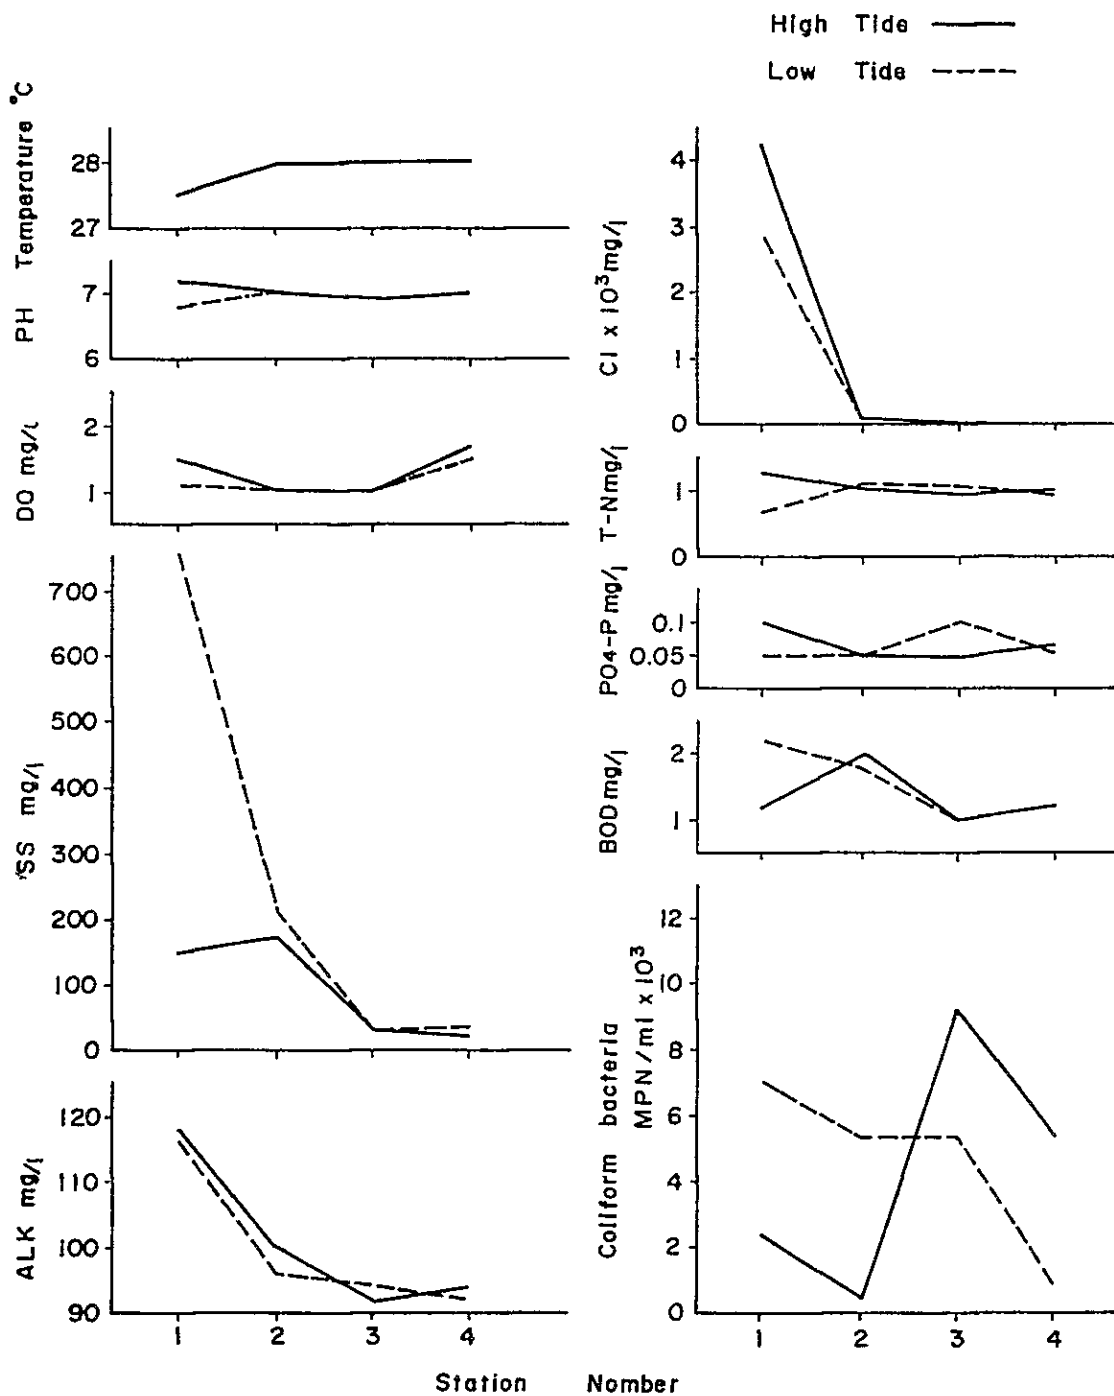 High Tide
Low Tide
Temperature °C
28
27
PH
7
6
DO mg/l
2
1
SS mg/l
700
600
500
400
300
200
100
0
ALK mg/l
120
110
100
90
1 2 3 4
Cl x 10³mg/l
4
3
2
1
0
T-Nmg/l
1
0
PO4-P mg/l
0.1
0.05
0
BOD mg/l
2
1
Coliform bacteria
MPN/ml x 10³
12
10
8
6
4
2
0
1 2 3 4
Station Nomber